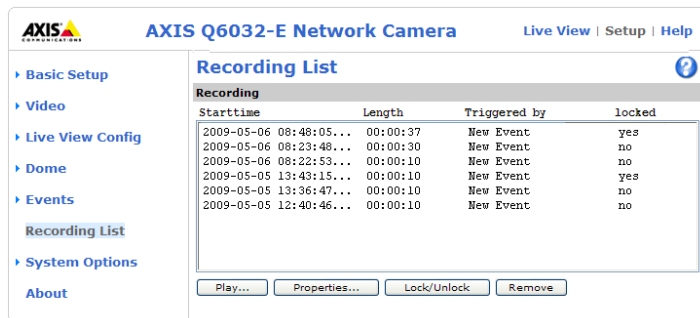 AXIS COMMUNICATIONS
AXIS Q6032-E Network Camera
Live View | Setup | Help
Basic Setup
Video
Live View Config
Dome
Events
Recording List
System Options
About
Recording List
?
Recording
Starttime Length Triggered by locked
2009-05-06 08:48:05... 00:00:37 New Event yes
2009-05-06 08:23:48... 00:00:30 New Event no
2009-05-06 08:22:53... 00:00:10 New Event no
2009-05-05 13:43:15... 00:00:10 New Event yes
2009-05-05 13:36:47... 00:00:10 New Event no
2009-05-05 12:40:46... 00:00:10 New Event no
Play... Properties... Lock/Unlock Remove